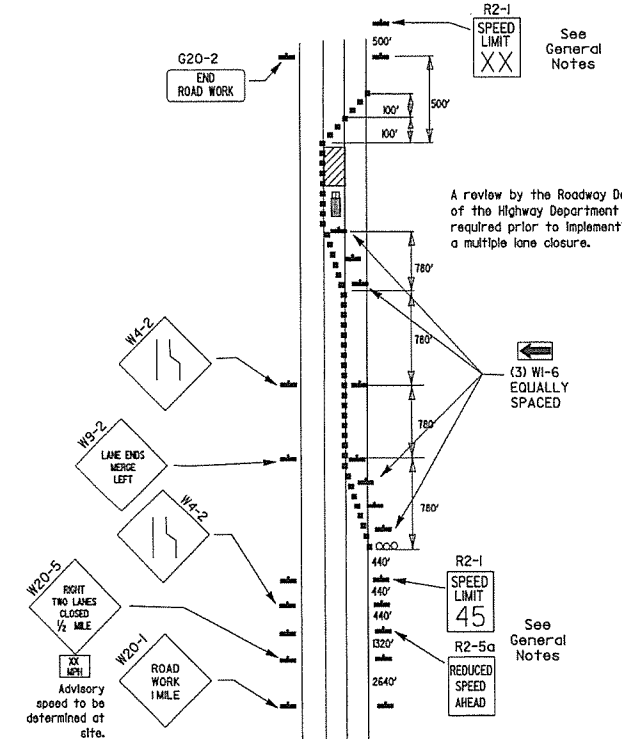 R2-1
SPEED
LIMIT
XX
See
General
Notes
500'
G20-2
END
ROAD WORK
500'
100'
100'
A review by the Roadway De
of the Highway Department
required prior to implement
a multiple lane closure.
780'
780'
W4-2
(3) W1-6
EQUALLY
SPACED
780'
W9-2
LANE ENDS
MERGE
LEFT
780'
W4-2
440'
R2-1
SPEED
LIMIT
45
440'
440'
See
General
Notes
W20-5
RIGHT
TWO LANES
CLOSED
1/2 MILE
XX
MPH
Advisory
speed to be
determined at
site.
1320'
R2-5a
REDUCED
SPEED
AHEAD
W20-1
ROAD
WORK
1 MILE
2640'